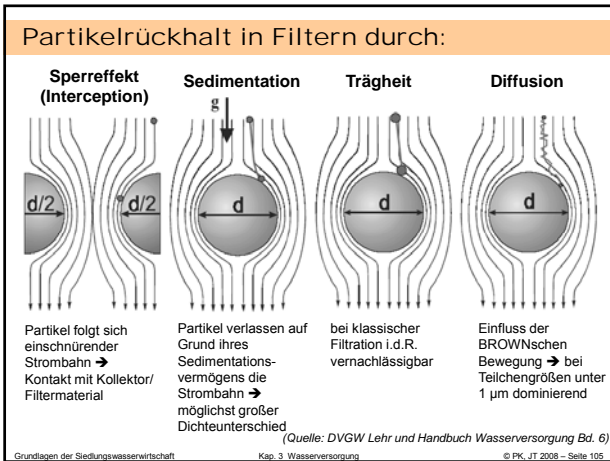 Partikelrückhalt in Filtern durch:
Sperreffekt
(Interception)
Sedimentation
Trägheit
Diffusion
g
d/2
d/2
d
d
d
Partikel folgt sich
einschnürender
Strombahn ➔
Kontakt mit Kollektor/
Filtermaterial
Partikel verlassen auf
Grund ihres
Sedimentations-
vermögens die
Strombahn ➔
möglichst großer
Dichteunterschied
bei klassischer
Filtration i.d.R.
vernachlässigbar
Einfluss der
BROWNschen
Bewegung ➔ bei
Teilchengrößen unter
1 µm dominierend
(Quelle: DVGW Lehr und Handbuch Wasserversorgung Bd. 6)
Grundlagen der Siedlungswasserwirtschaft Kap. 3 Wasserversorgung © PK, JT 2008 – Seite 105